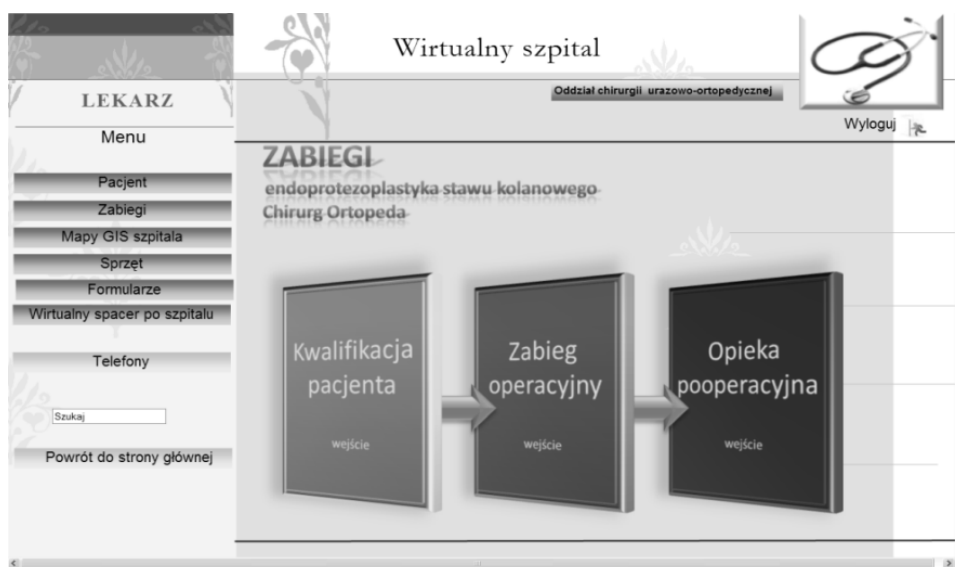 Wirtualny szpital
Oddział chirurgii urazowo-ortopedycznej
Wyloguj
LEKARZ
Menu
Pacjent
Zabiegi
Mapy GIS szpitala
Sprzęt
Formularze
Wirtualny spacer po szpitalu
Telefony
Szukaj
Powrót do strony głównej
ZABIEGI
endoprotezoplastyka stawu kolanowego
Chirurg Ortopeda
Kwalifikacja
pacjenta
wejście
Zabieg
operacyjny
wejście
Opieka
pooperacyjna
wejście